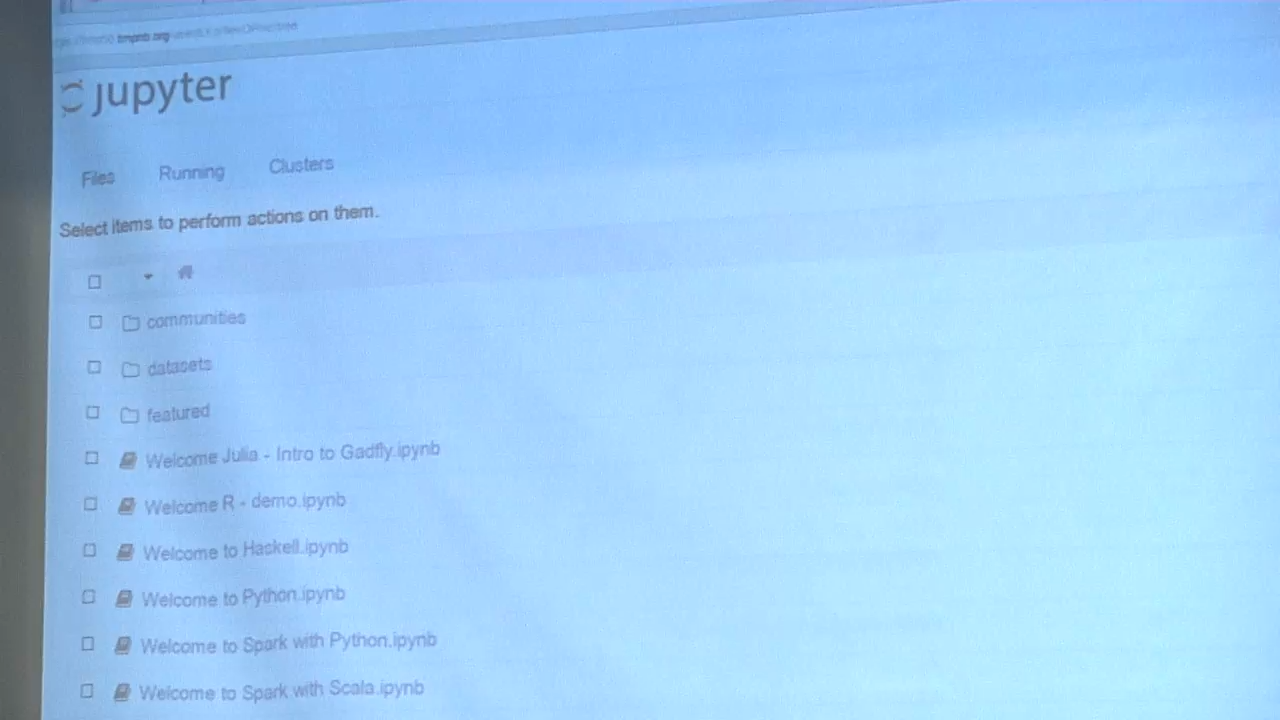 tmpnb.org
jupyter
Files Running Clusters
Select items to perform actions on them.
communities
datasets
featured
Welcome Julia - Intro to Gadfly.ipynb
Welcome R - demo.ipynb
Welcome to Haskell.ipynb
Welcome to Python.ipynb
Welcome to Spark with Python.ipynb
Welcome to Spark with Scala.ipynb